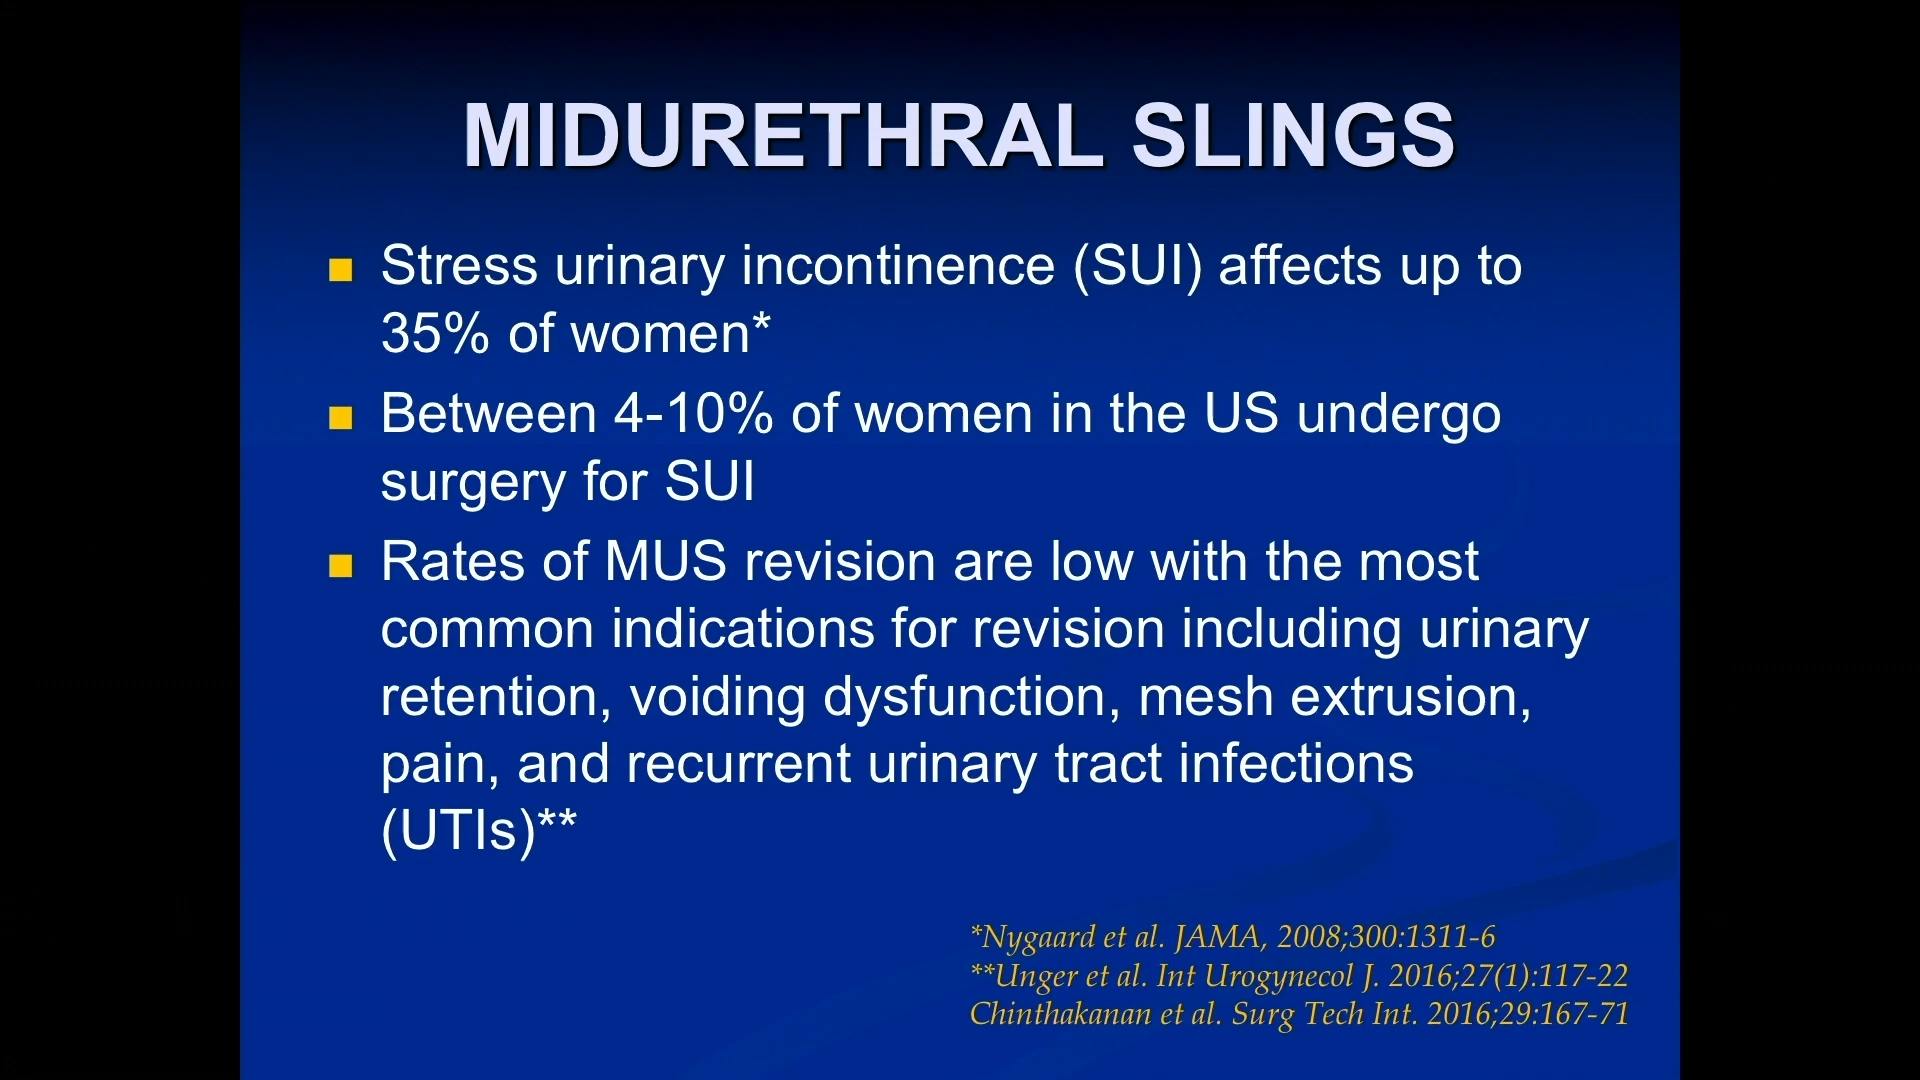 MIDURETHRAL SLINGS
Stress urinary incontinence (SUI) affects up to
35% of women*
Between 4-10% of women in the US undergo
surgery for SUI
Rates of MUS revision are low with the most
common indications for revision including urinary
retention, voiding dysfunction, mesh extrusion,
pain, and recurrent urinary tract infections
(UTIs)**
*Nygaard et al. JAMA, 2008;300:1311-6
**Unger et al. Int Urogynecol J. 2016;27(1):117-22
Chinthakanan et al. Surg Tech Int. 2016;29:167-71